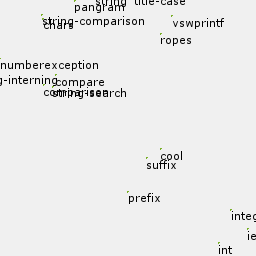 string title-case
pangram
string-comparison
vswprintf
chars
ropes
numberexception
g-interning
compare
comparison
string-search
cool
suffix
prefix
integ
ie
int